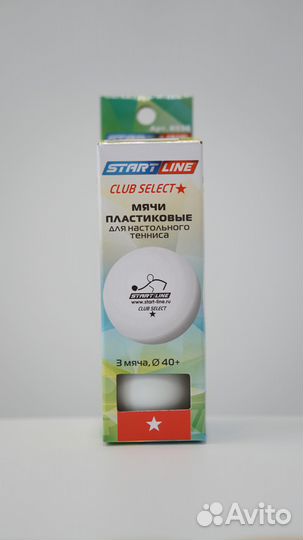 START LINE
CLUB SELECT★
МЯЧИ
ПЛАСТИКОВЫЕ
для настольного
тенниса
START-LINE
www.start-line.ru
CLUB SELECT
★
3 мяча, Ø 40+
★
Avito